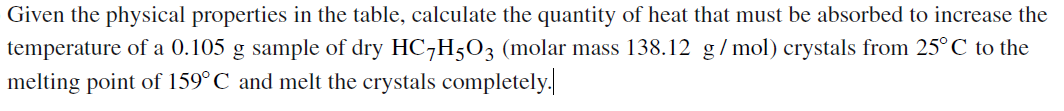 Given the physical properties in the table, calculate the quantity of heat that must be absorbed to increase the
temperature of a 0.105 g sample of dry HC₇H₅O₃ (molar mass 138.12 g / mol) crystals from 25°C to the
melting point of 159°C and melt the crystals completely.